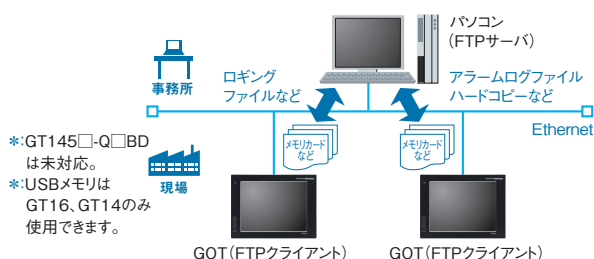 パソコン
(FTPサーバ)
事務所
ロギング
ファイルなど
アラームログファイル
ハードコピーなど
Ethernet
メモリカード
など
メモリカード
など
*:GT145□-Q□BD
は未対応。
*:USBメモリは
GT16、GT14のみ
使用できます。
現場
GOT(FTPクライアント)
GOT(FTPクライアント)